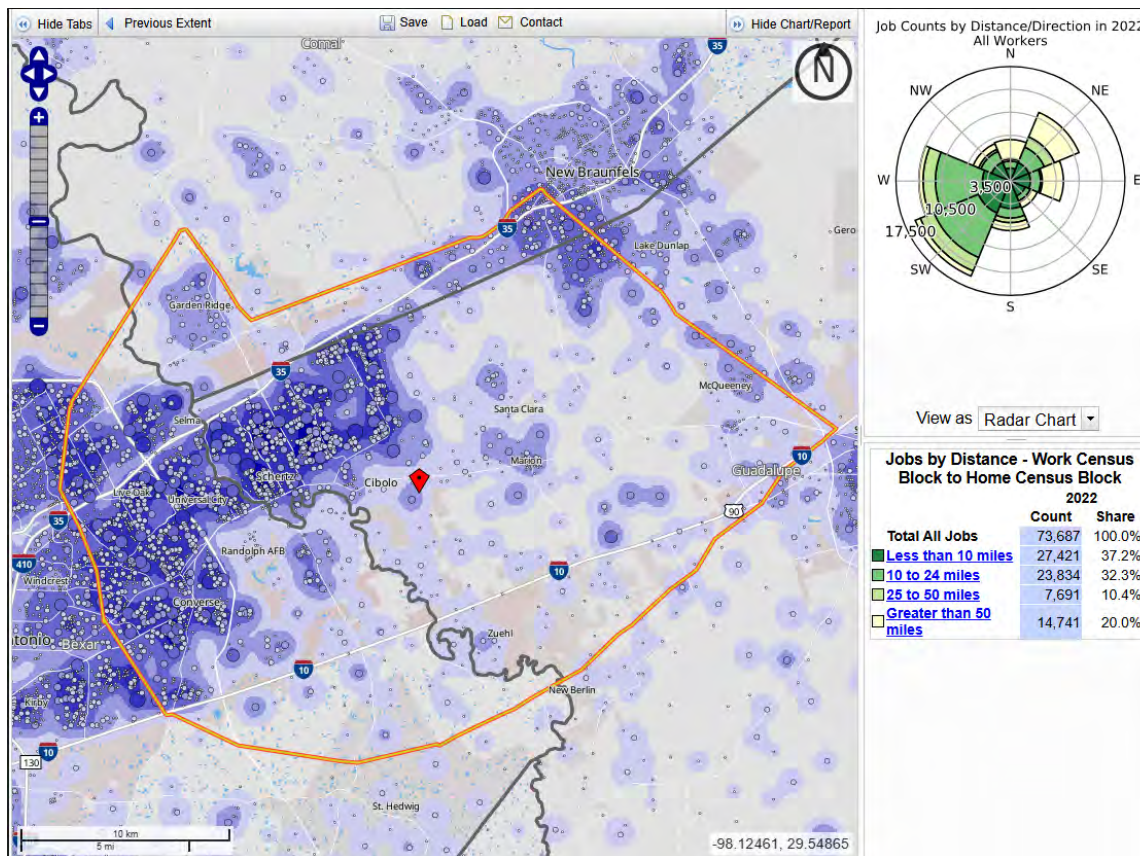 Hide Tabs Previous Extent Save Load Contact Hide Chart/Report
Comal
35
N
New Braunfels
35
Lake Dunlap
Gero
Garden Ridge
35
McQueeney
Selma
Santa Clara
10
Marion
Guadalupe
Schertz
Cibolo
Live Oak
Universal City
90
35
Randolph AFB
410
10
Windcrest
Converse
tonio
Bexar
Zuehl
10
Kirby
New Berlin
10
130
St. Hedwig
10 km
5 mi
-98.12461, 29.54865
Job Counts by Distance/Direction in 2022
All Workers
N
NW NE
W E
3,500
10,500
17,500
SW SE
S
View as Radar Chart
Jobs by Distance - Work Census
Block to Home Census Block
2022
Count Share
Total All Jobs 73,687 100.0%
Less than 10 miles 27,421 37.2%
10 to 24 miles 23,834 32.3%
25 to 50 miles 7,691 10.4%
Greater than 50
miles 14,741 20.0%